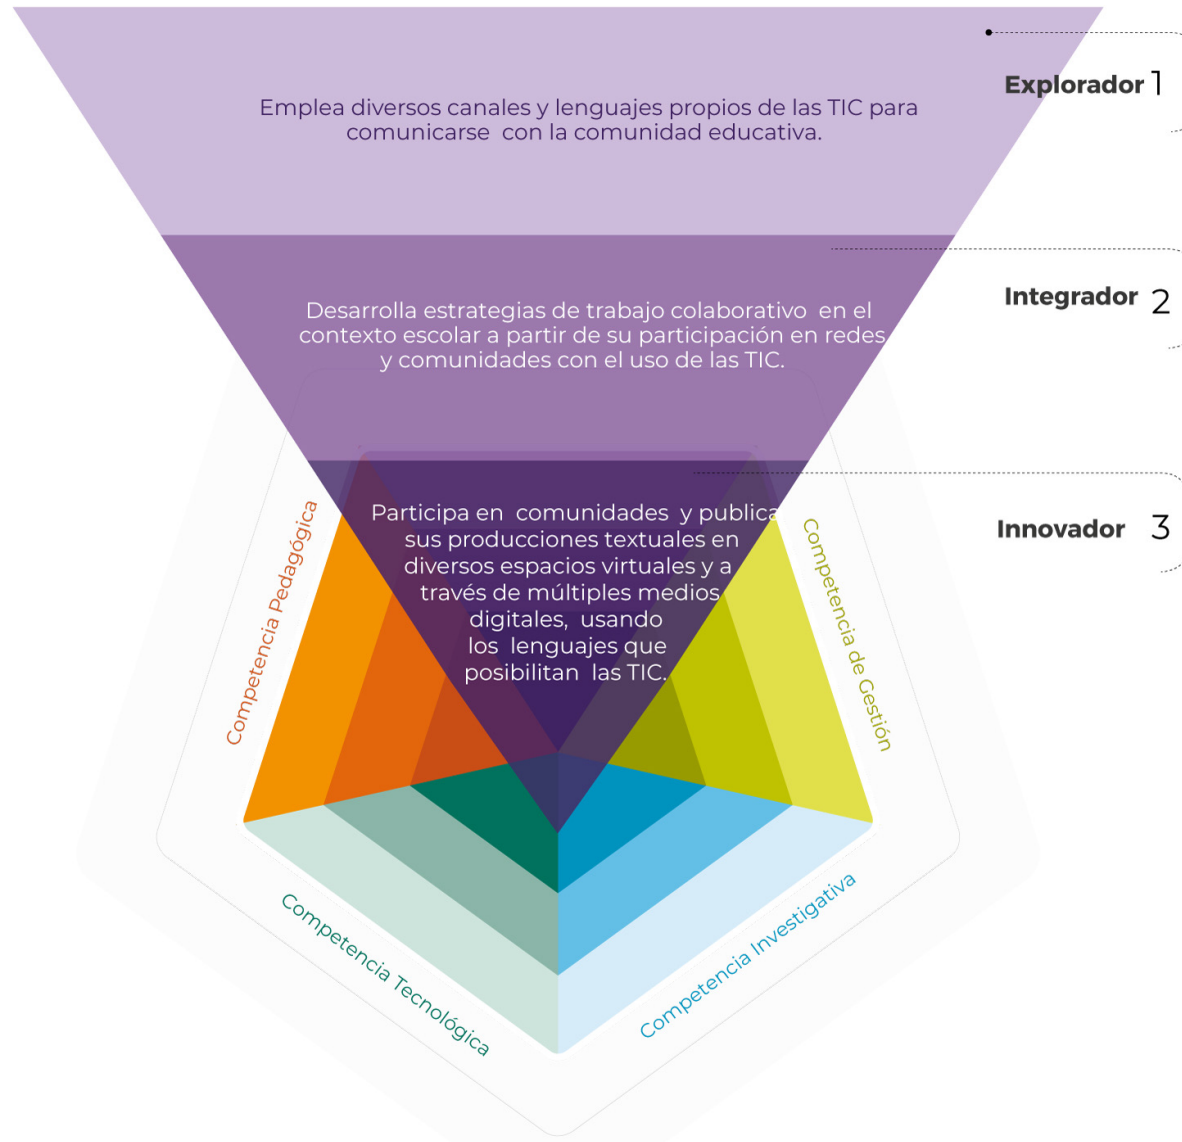 Emplea diversos canales y lenguajes propios de las TIC para
comunicarse con la comunidad educativa.
Explorador 1
Desarrolla estrategias de trabajo colaborativo en el
contexto escolar a partir de su participación en redes
y comunidades con el uso de las TIC.
Integrador 2
Participa en comunidades y publica
sus producciones textuales en
diversos espacios virtuales y a
través de múltiples medios
digitales, usando
los lenguajes que
posibilitan las TIC.
Innovador 3
Competencia Pedagógica
Competencia de Gestión
Competencia Tecnológica
Competencia Investigativa